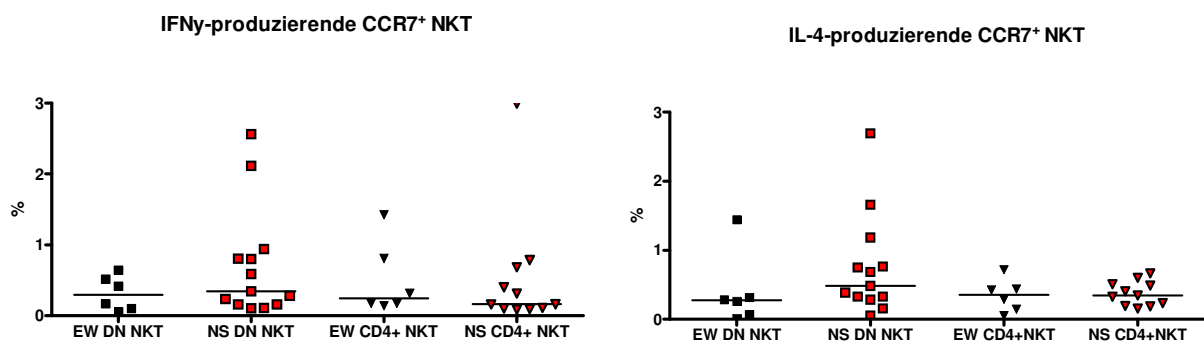 IFNy-produzierende CCR7⁺ NKT
3
2
1
0
%
EW DN NKT NS DN NKT EW CD4+ NKT NS CD4+ NKT
IL-4-produzierende CCR7⁺ NKT
3
2
1
0
%
EW DN NKT NS DN NKT EW CD4+NKT NS CD4+NKT